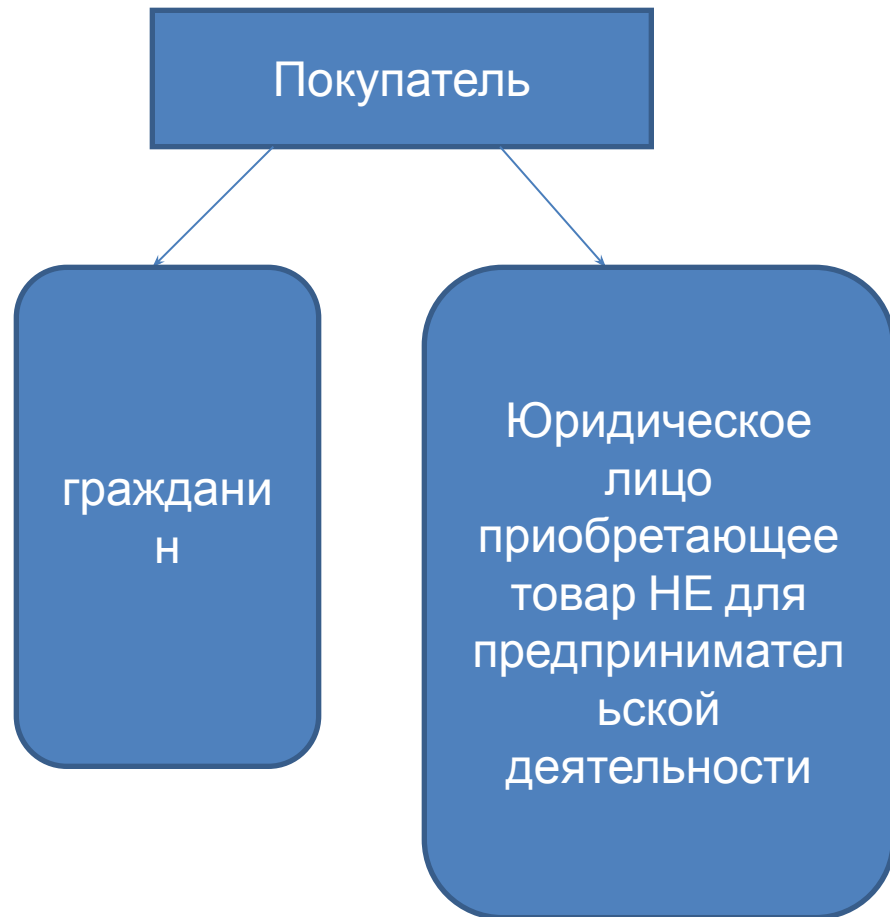 Покупатель
граждани
н
Юридическое
лицо
приобретающее
товар НЕ для
предпринимател
ьской
деятельности